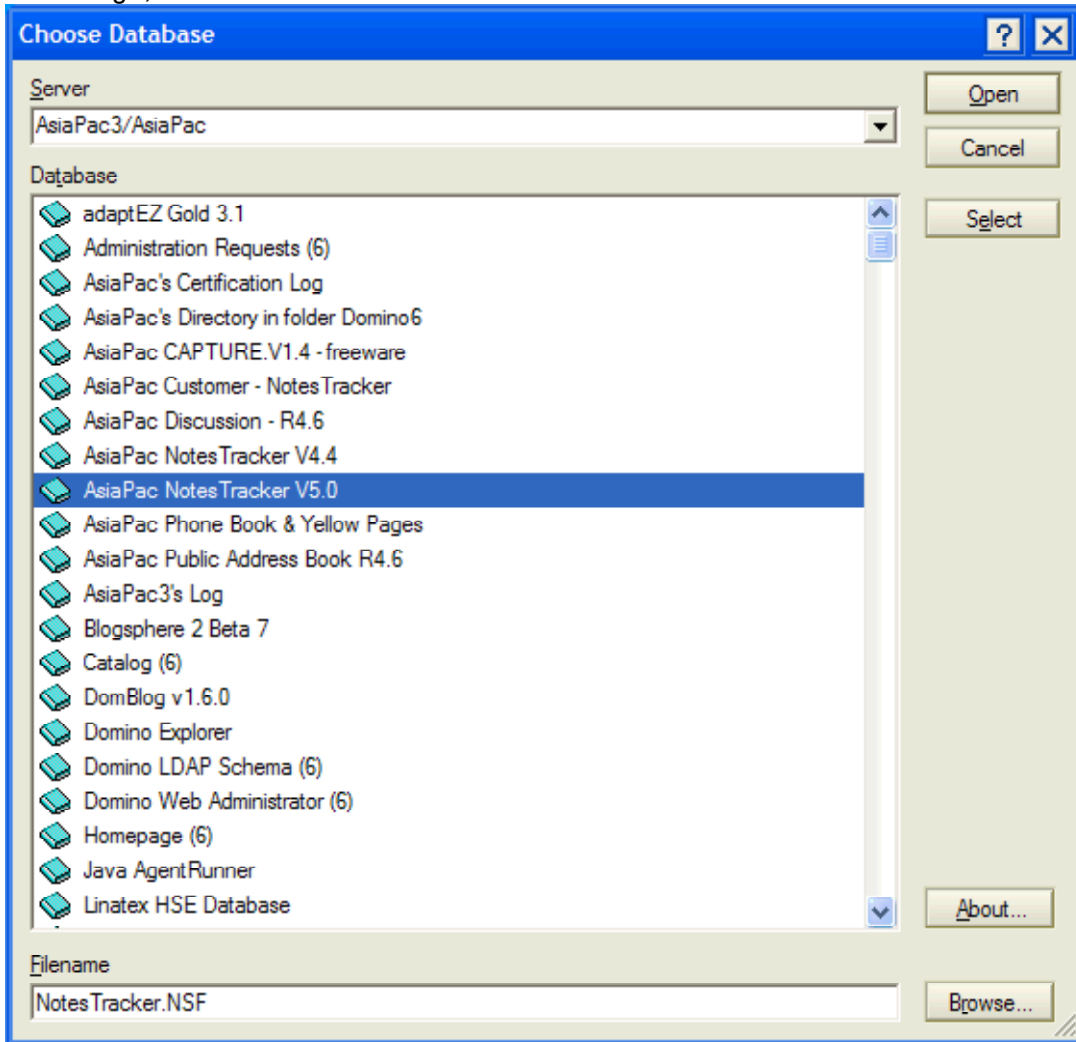 Choose Database
Server
Open
AsiaPac3/AsiaPac
Cancel
Database
adaptEZ Gold 3.1
Select
Administration Requests (6)
AsiaPac's Certification Log
AsiaPac's Directory in folder Domino6
AsiaPac CAPTURE.V1.4 - freeware
AsiaPac Customer - NotesTracker
AsiaPac Discussion - R4.6
AsiaPac NotesTracker V4.4
AsiaPac NotesTracker V5.0
AsiaPac Phone Book & Yellow Pages
AsiaPac Public Address Book R4.6
AsiaPac3's Log
Blogsphere 2 Beta 7
Catalog (6)
DomBlog v1.6.0
Domino Explorer
Domino LDAP Schema (6)
Domino Web Administrator (6)
Homepage (6)
Java AgentRunner
Linatex HSE Database
About...
Filename
NotesTracker.NSF
Browse...